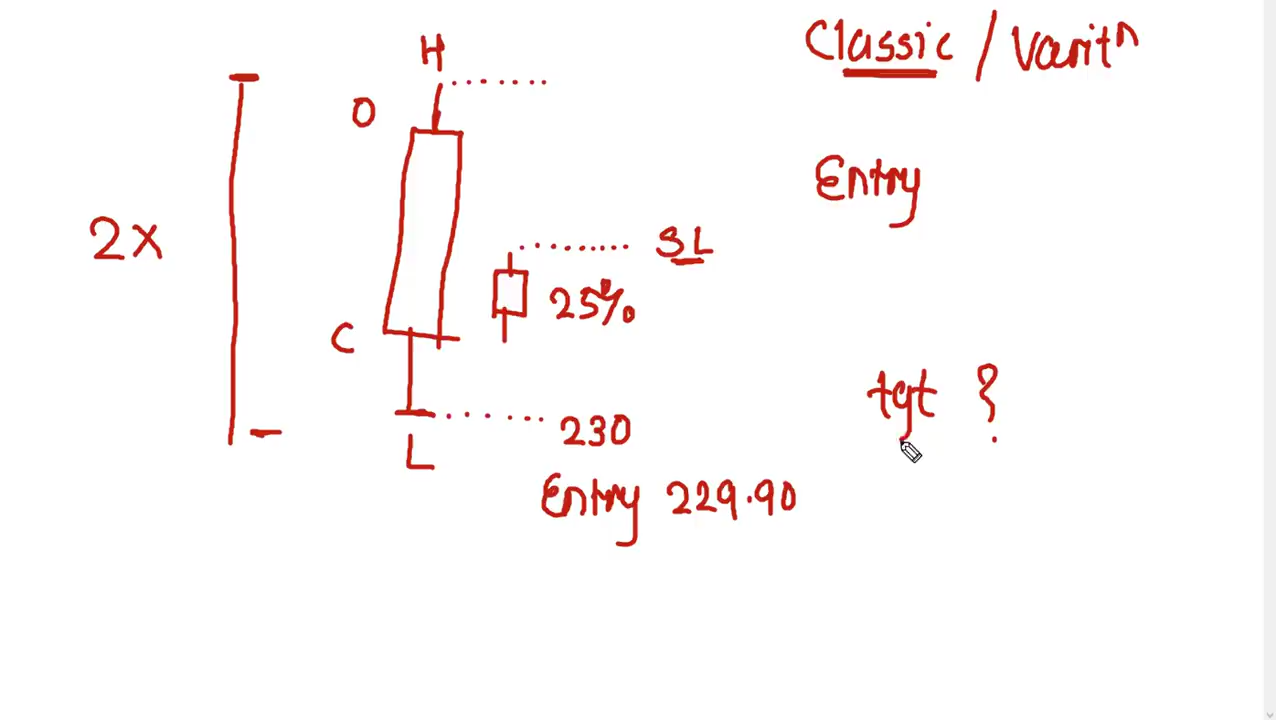 H
Classic / Varitn
O
Entry
2X
SL
25%
C
tgt ?
230
L
Entry 229.90